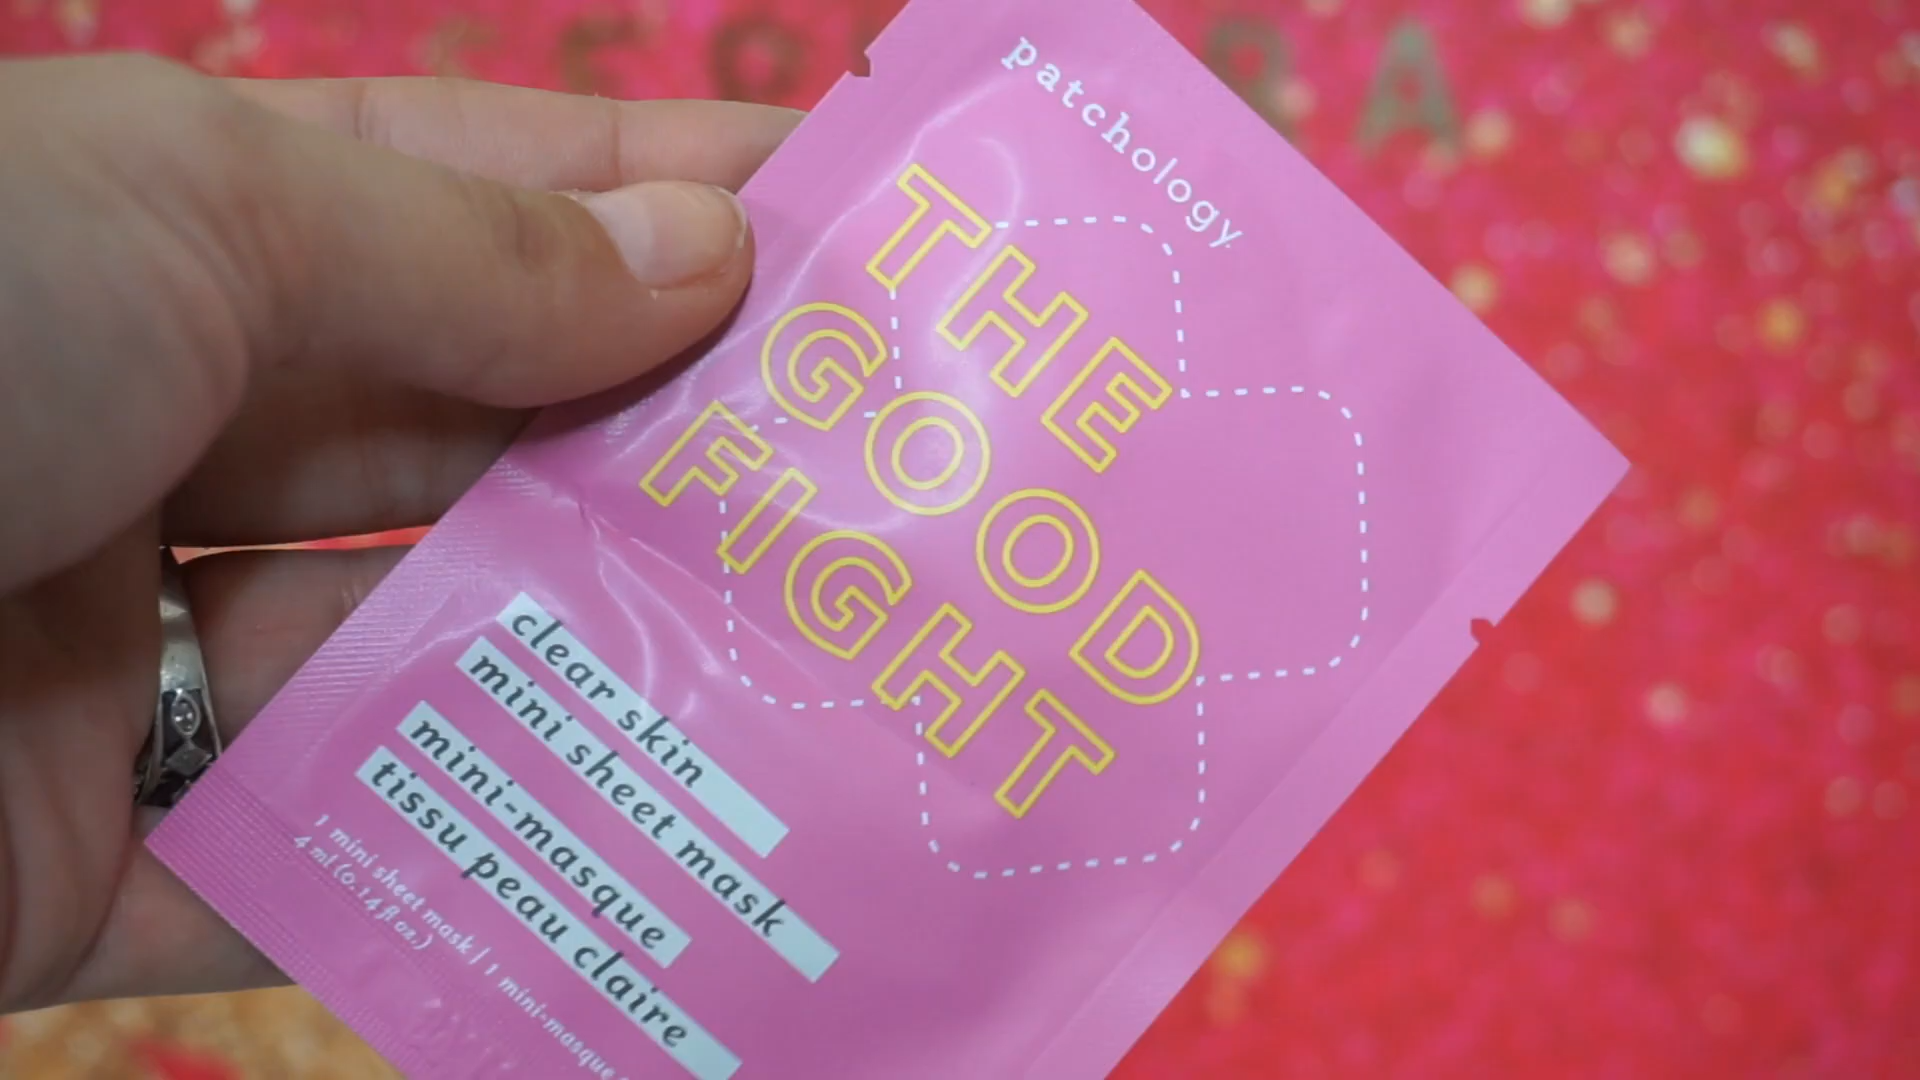 patchology
THE
GOOD
FIGHT
clear skin
mini sheet mask
mini-masque
tissu peau claire
1 mini sheet mask | 1 mini-masque
4 ml (0.14 fl oz.)